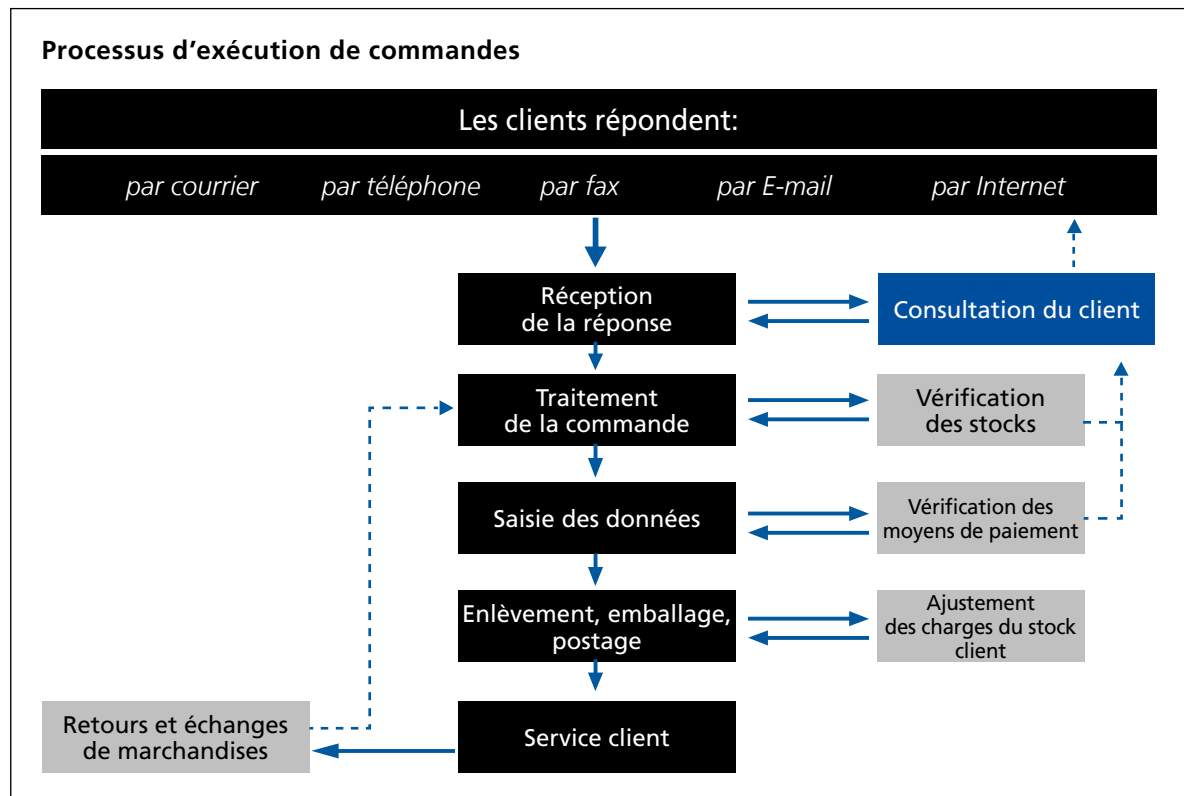 Processus d'exécution de commandes
Les clients répondent:
par courrier par téléphone par fax par E-mail par Internet
Réception
de la réponse
Consultation du client
Traitement
de la commande
Vérification
des stocks
Saisie des données
Vérification des
moyens de paiement
Enlèvement, emballage,
postage
Ajustement
des charges du stock
client
Retours et échanges
de marchandises
Service client